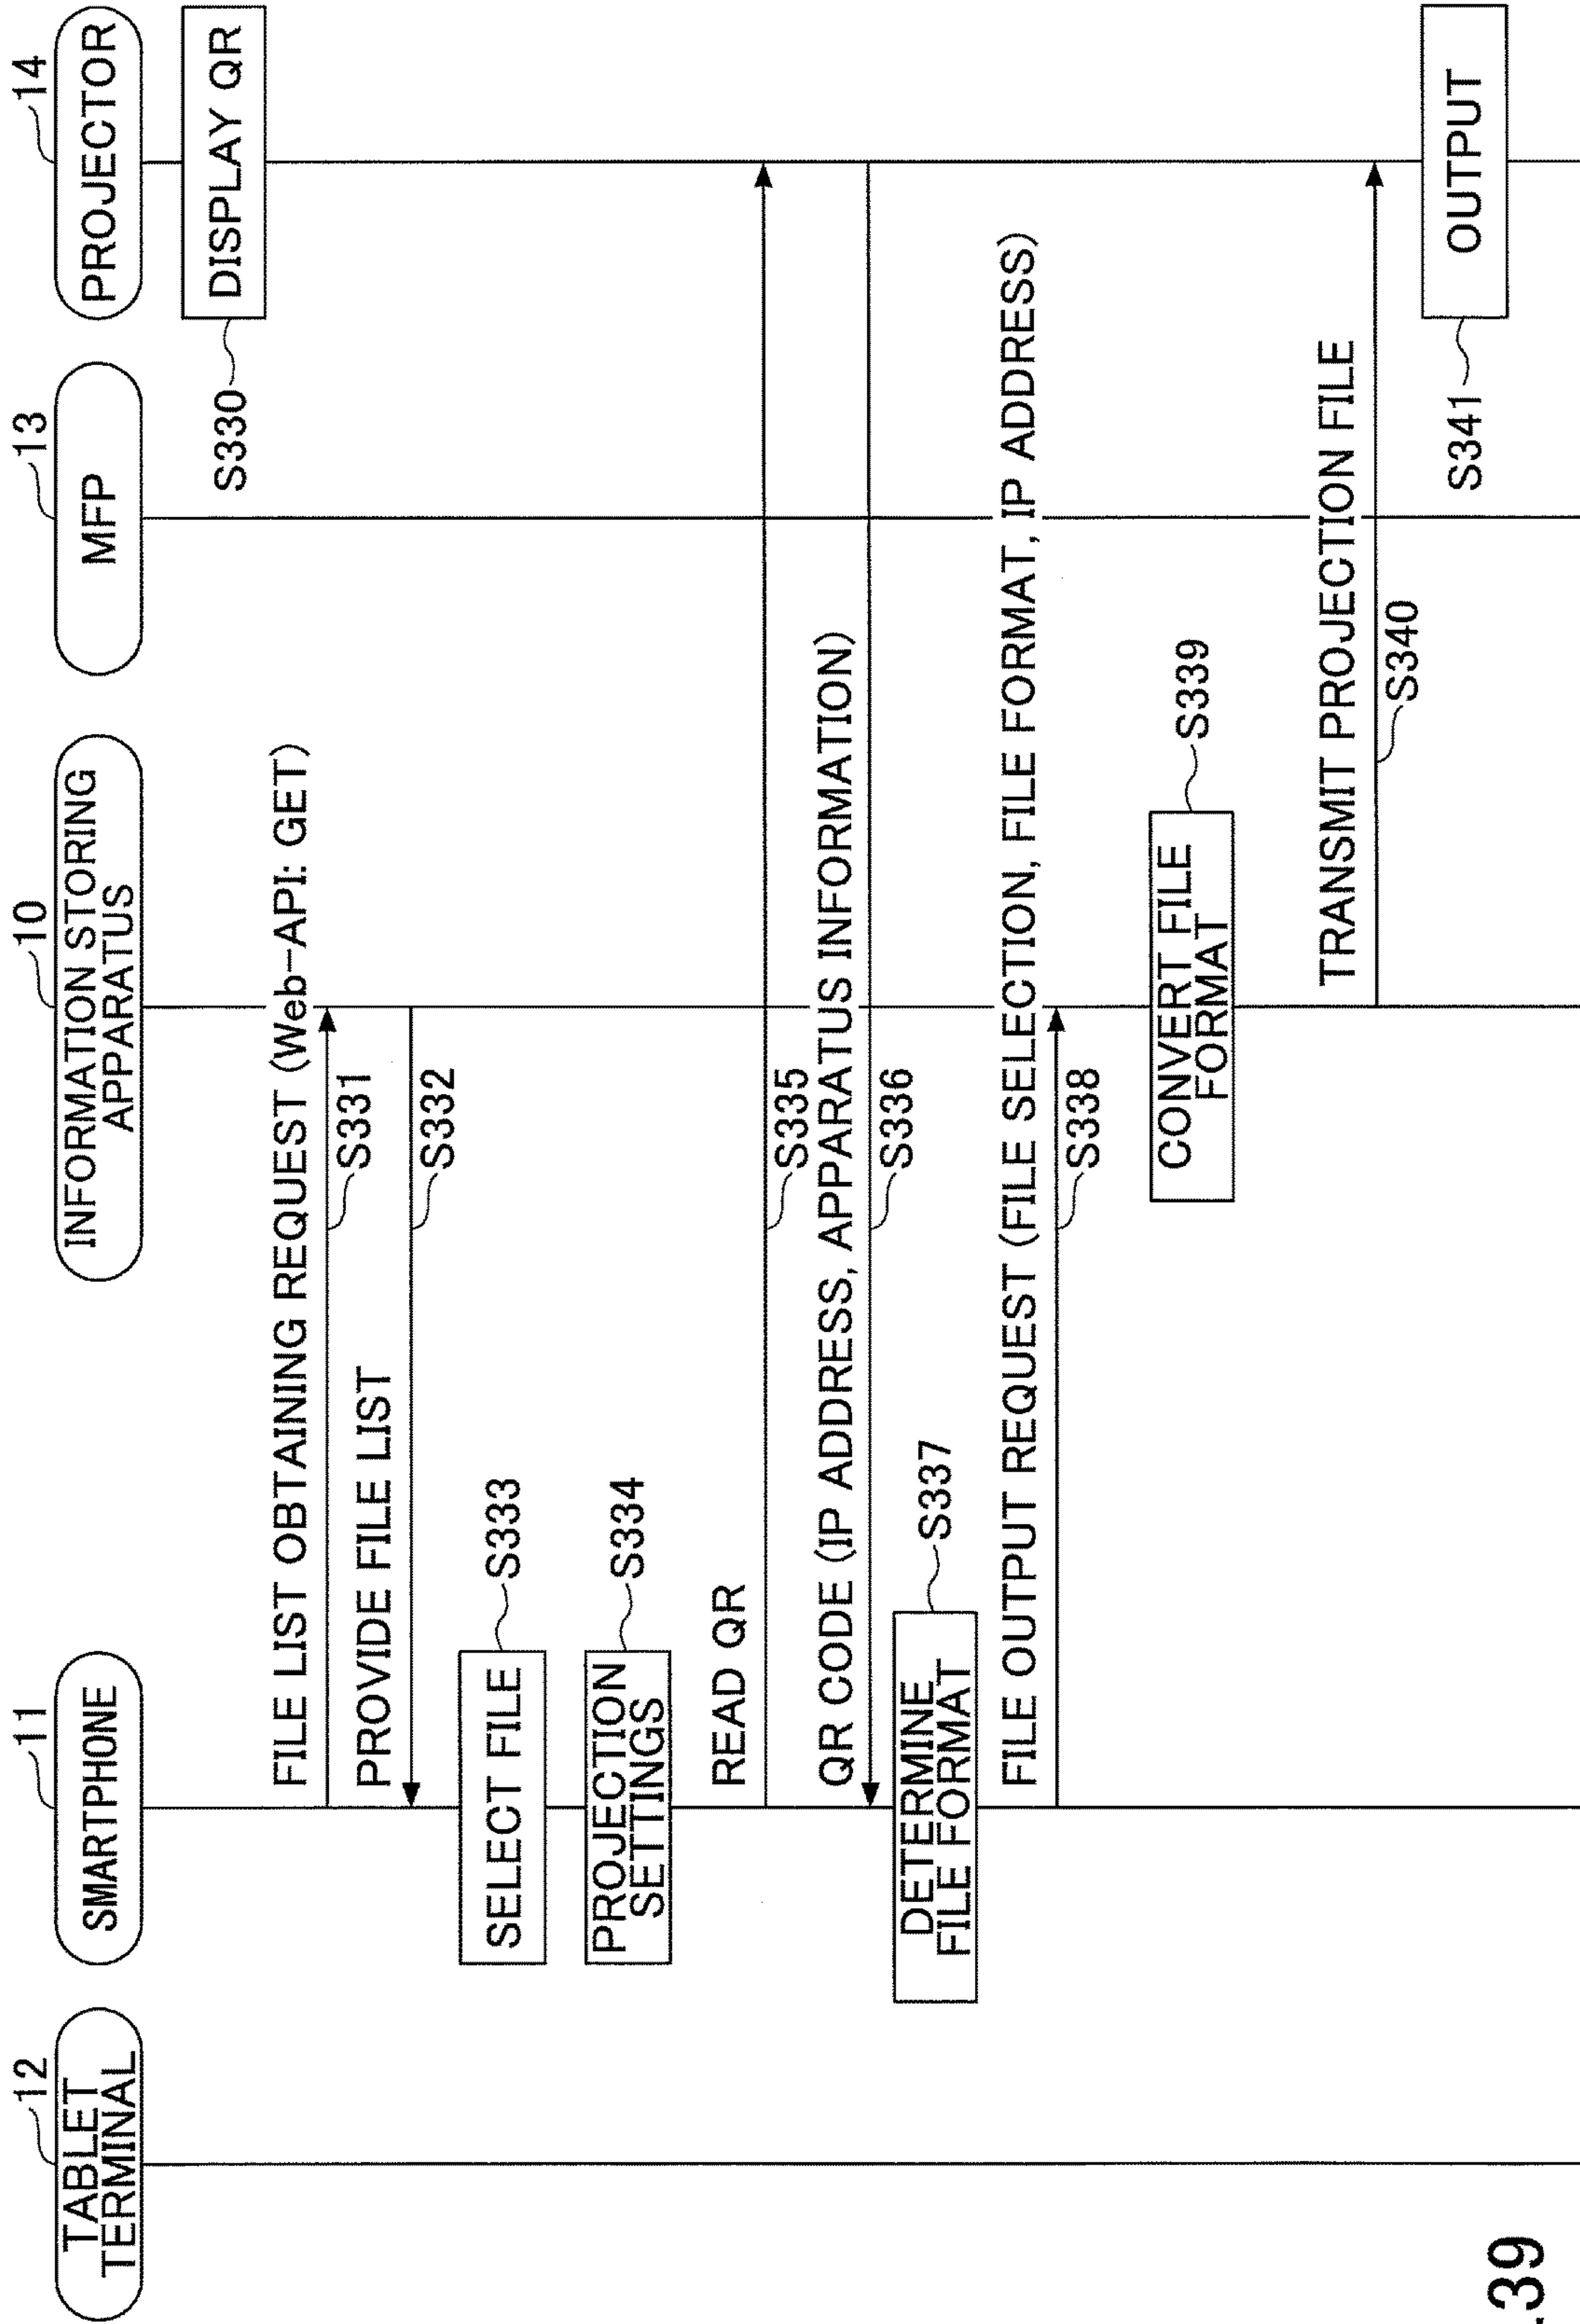 12
TABLET
TERMINAL
11
SMARTPHONE
10
INFORMATION STORING
APPARATUS
13
MFP
14
PROJECTOR
DISPLAY QR
S330
FILE LIST OBTAINING REQUEST (Web-API: GET)
S331
PROVIDE FILE LIST
S332
SELECT FILE
S333
PROJECTION
SETTINGS
S334
READ QR
S335
QR CODE (IP ADDRESS, APPARATUS INFORMATION)
S336
DETERMINE
FILE FORMAT
S337
FILE OUTPUT REQUEST (FILE SELECTION, FILE FORMAT, IP ADDRESS)
S338
CONVERT FILE
FORMAT
S339
TRANSMIT PROJECTION FILE
S340
OUTPUT
S341
.39